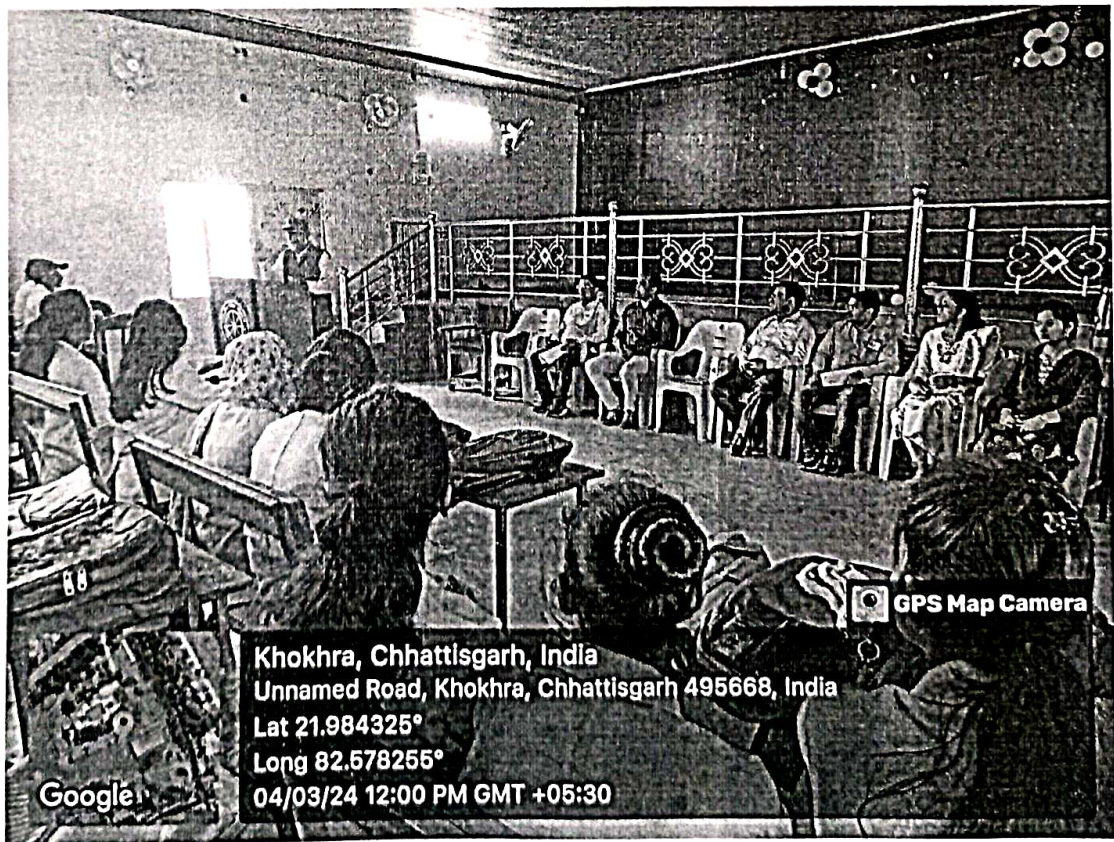 GPS Map Camera
Khokhra, Chhattisgarh, India
Unnamed Road, Khokhra, Chhattisgarh 495668, India
Lat 21.984325°
Long 82.578255°
04/03/24 12:00 PM GMT +05:30
Google